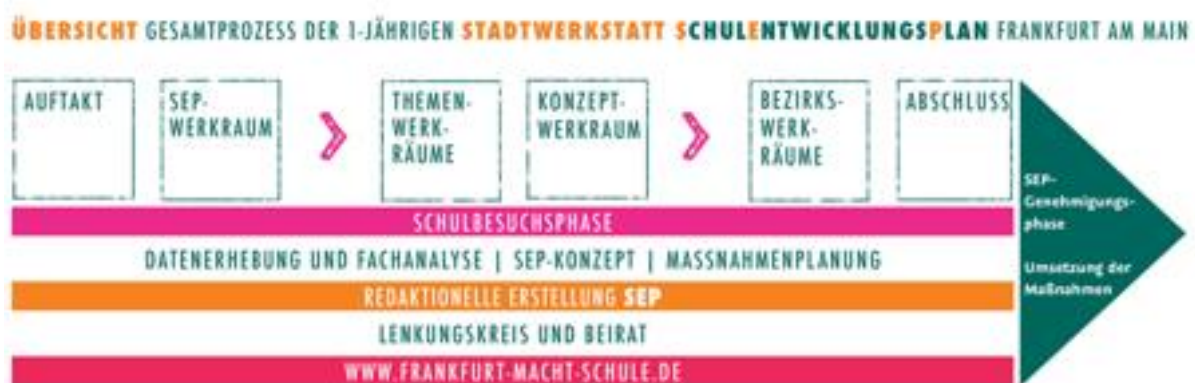 ÜBERSICHT GESAMTPROZESS DER 1-JÄHRIGEN STADTWERKSTATT SCHULENTWICKLUNGSPLAN FRANKFURT AM MAIN
AUFTAKT
SEP-
WERKRAUM
THEMEN-
WERK-
RÄUME
KONZEPT-
WERKRAUM
BEZIRKS-
WERK-
RÄUME
ABSCHLUSS
SEP-
Genehmigungs-
phase
Umsetzung der
Maßnahmen
SCHULBESUCHSPHASE
DATENERHEBUNG UND FACHANALYSE | SEP-KONZEPT | MASSNAHMENPLANUNG
REDAKTIONELLE ERSTELLUNG SEP
LENKUNGSKREIS UND BEIRAT
WWW.FRANKFURT-MACHT-SCHULE.DE